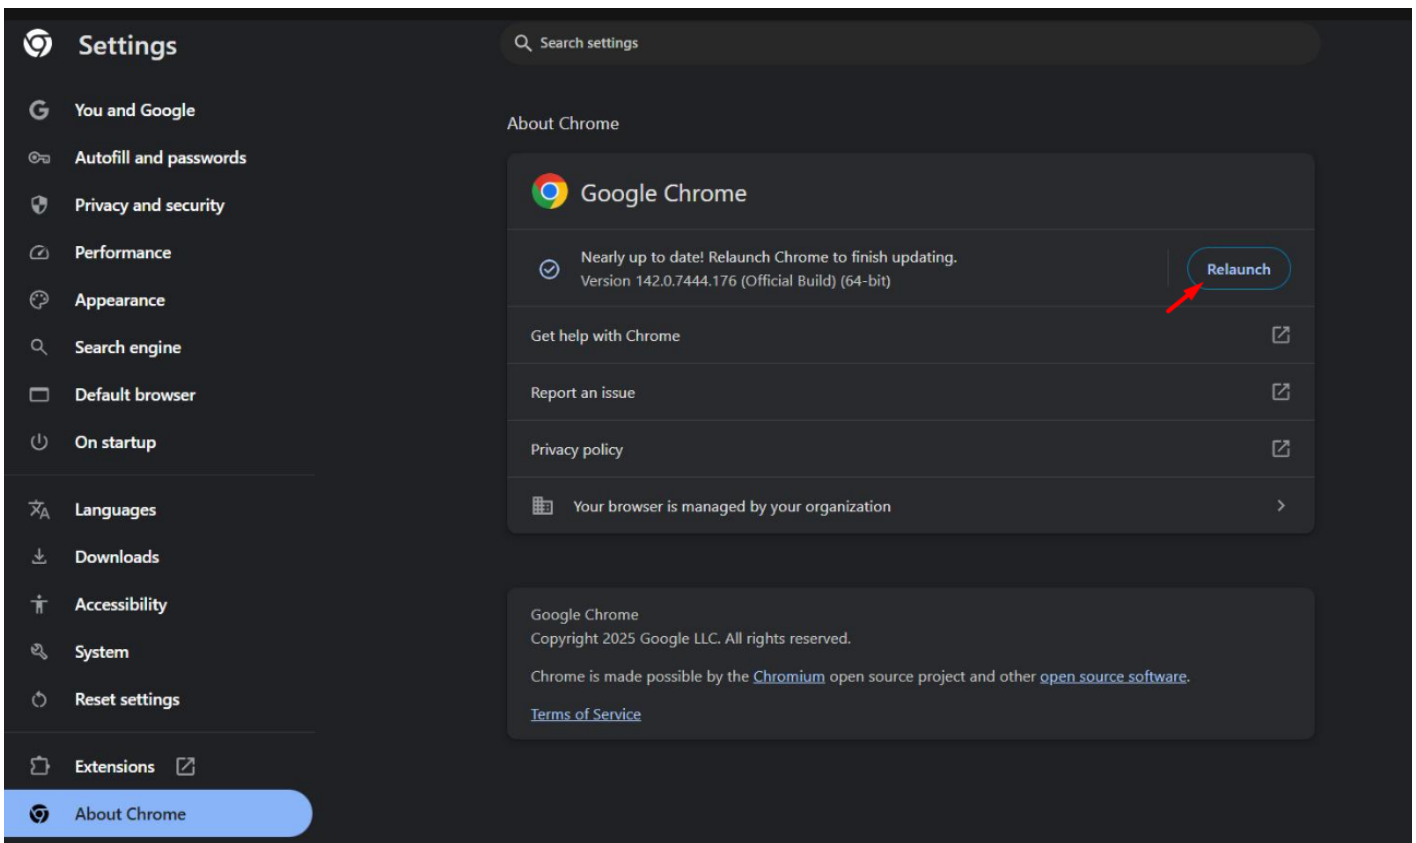 Settings
Search settings
You and Google
Autofill and passwords
Privacy and security
Performance
Appearance
Search engine
Default browser
On startup
Languages
Downloads
Accessibility
System
Reset settings
Extensions
About Chrome
About Chrome
Google Chrome
Nearly up to date! Relaunch Chrome to finish updating.
Version 142.0.7444.176 (Official Build) (64-bit)
Relaunch
Get help with Chrome
Report an issue
Privacy policy
Your browser is managed by your organization
Google Chrome
Copyright 2025 Google LLC. All rights reserved.
Chrome is made possible by the Chromium open source project and other open source software.
Terms of Service